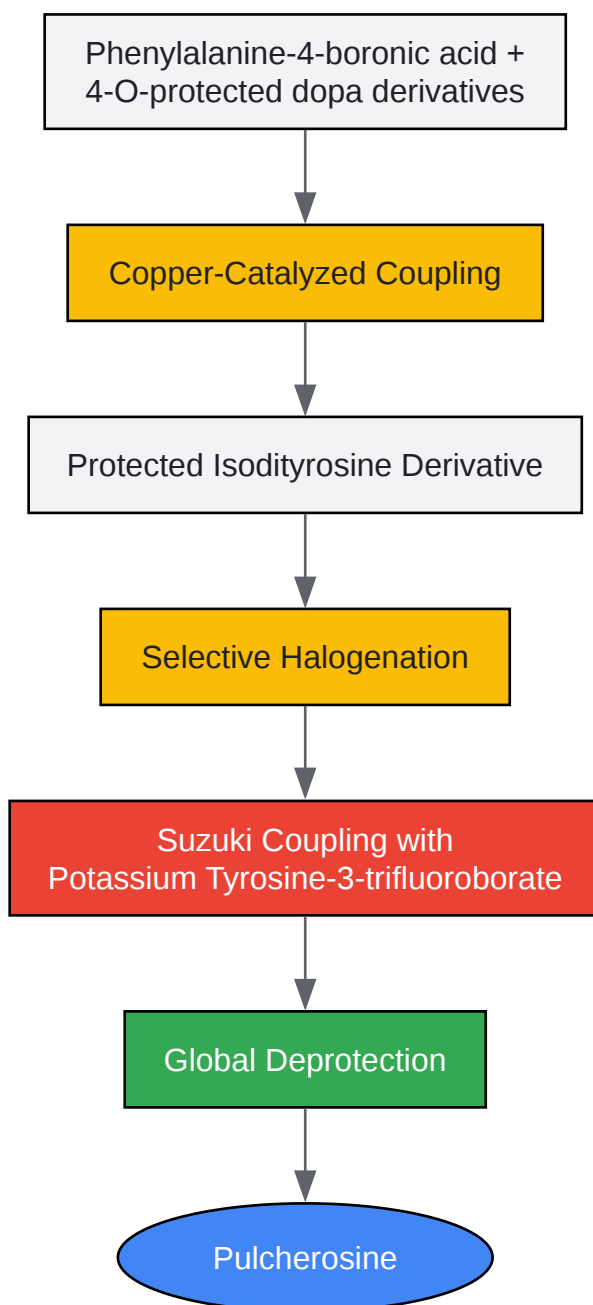 Phenylalanine-4-boronic acid +
4-O-protected dopa derivatives
Copper-Catalyzed Coupling
Protected Isodityrosine Derivative
Selective Halogenation
Suzuki Coupling with
Potassium Tyrosine-3-trifluoroborate
Global Deprotection
Pulcherosine